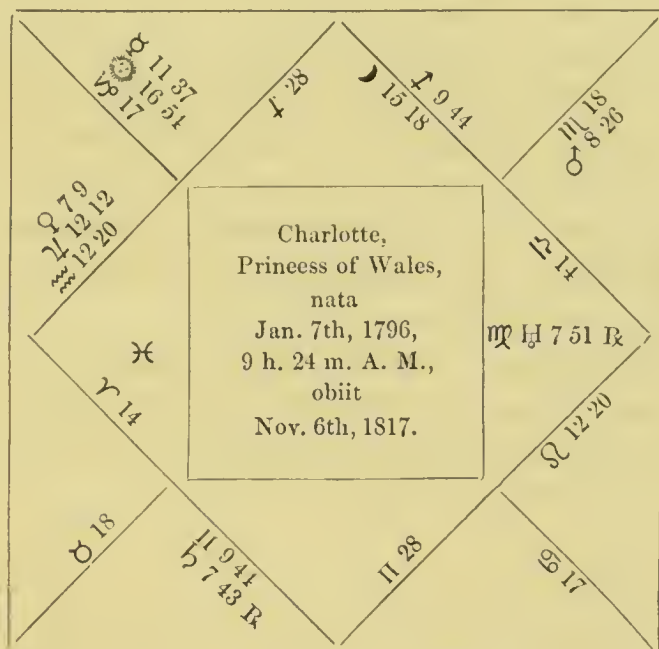 ☿ 11 37
☉ 16 54
♑ 17
♐ 28
♐ 9 44
☽ 15 18
♏ 18
♂ 8 26
♀ 7 9
♃ 12 12
♒ 12 20
♎ 14
Charlotte,
Princess of Wales,
nata
Jan. 7th, 1796,
9 h. 24 m. A. M.,
obiit
Nov. 6th, 1817.
♍ ♅ 7 51 ℞
♓
♈ 14
♌ 12 20
♉ 18
♊ 9 44
♄ 7 43 ℞
♊ 28
♋ 17